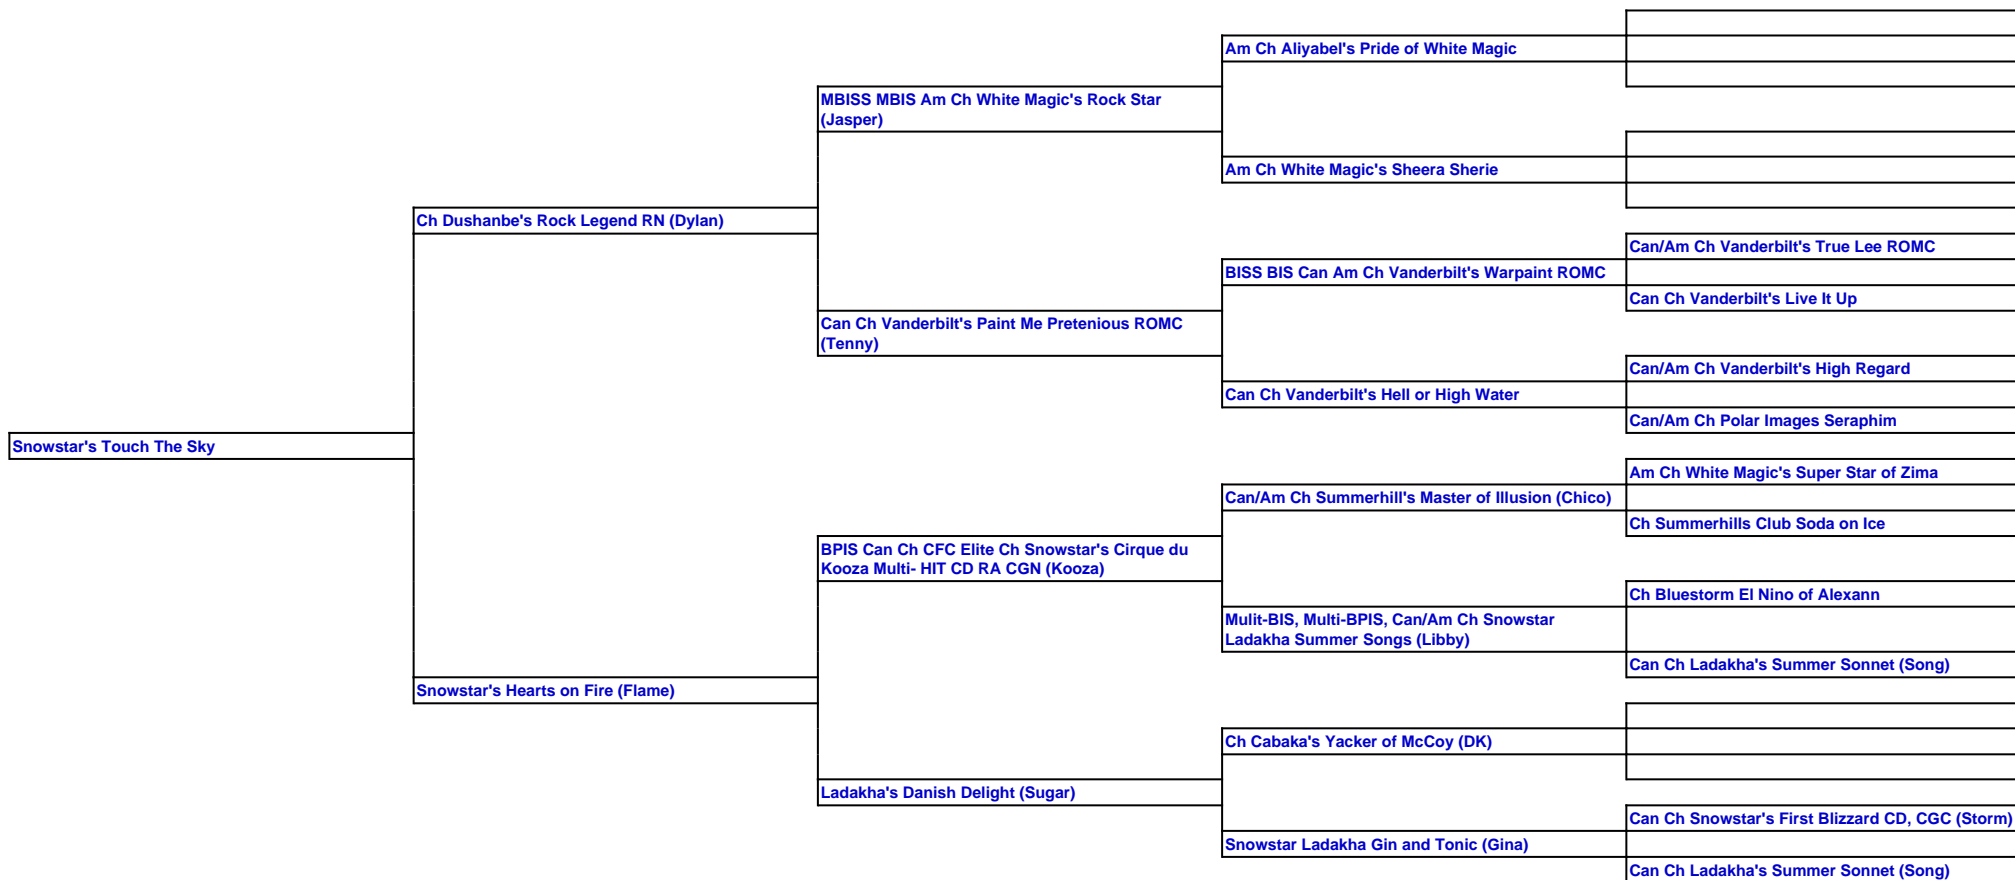 Am Ch Aliyabel's Pride of White Magic
MBISS MBIS Am Ch White Magic's Rock Star
(Jasper)
Am Ch White Magic's Sheera Sherie
Ch Dushanbe's Rock Legend RN (Dylan)
Can/Am Ch Vanderbilt's True Lee ROMC
BISS BIS Can Am Ch Vanderbilt's Warpaint ROMC
Can Ch Vanderbilt's Live It Up
Can Ch Vanderbilt's Paint Me Pretenious ROMC
(Tenny)
Can/Am Ch Vanderbilt's High Regard
Can Ch Vanderbilt's Hell or High Water
Can/Am Ch Polar Images Seraphim
Snowstar's Touch The Sky
Am Ch White Magic's Super Star of Zima
Can/Am Ch Summerhill's Master of Illusion (Chico)
Ch Summerhills Club Soda on Ice
BPIS Can Ch CFC Elite Ch Snowstar's Cirque du
Kooza Multi- HIT CD RA CGN (Kooza)
Ch Bluestorm El Nino of Alexann
Mulit-BIS, Multi-BPIS, Can/Am Ch Snowstar
Ladakha Summer Songs (Libby)
Can Ch Ladakha's Summer Sonnet (Song)
Snowstar's Hearts on Fire (Flame)
Ch Cabaka's Yacker of McCoy (DK)
Ladakha's Danish Delight (Sugar)
Can Ch Snowstar's First Blizzard CD, CGC (Storm)
Snowstar Ladakha Gin and Tonic (Gina)
Can Ch Ladakha's Summer Sonnet (Song)